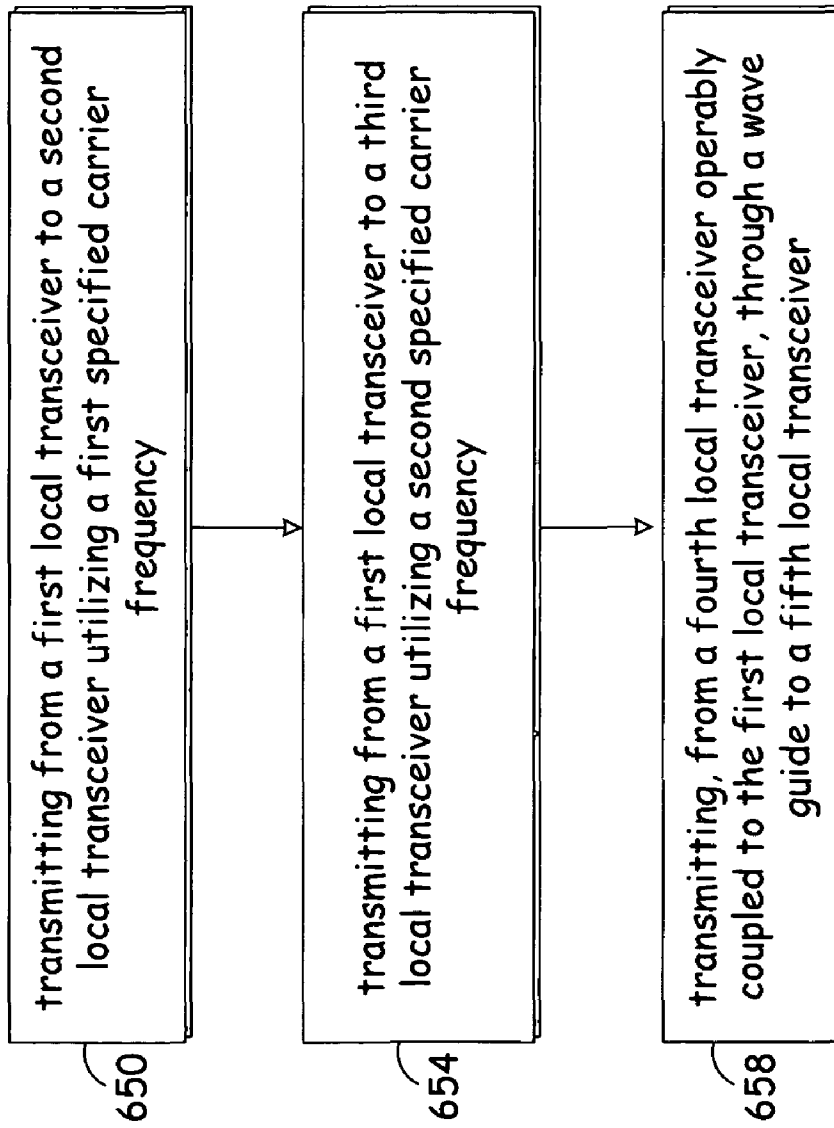 transmitting from a first local transceiver to a second
local transceiver utilizing a first specified carrier
frequency
650
transmitting from a first local transceiver to a third
local transceiver utilizing a second specified carrier
frequency
654
transmitting, from a fourth local transceiver operably
coupled to the first local transceiver, through a wave
guide to a fifth local transceiver
658